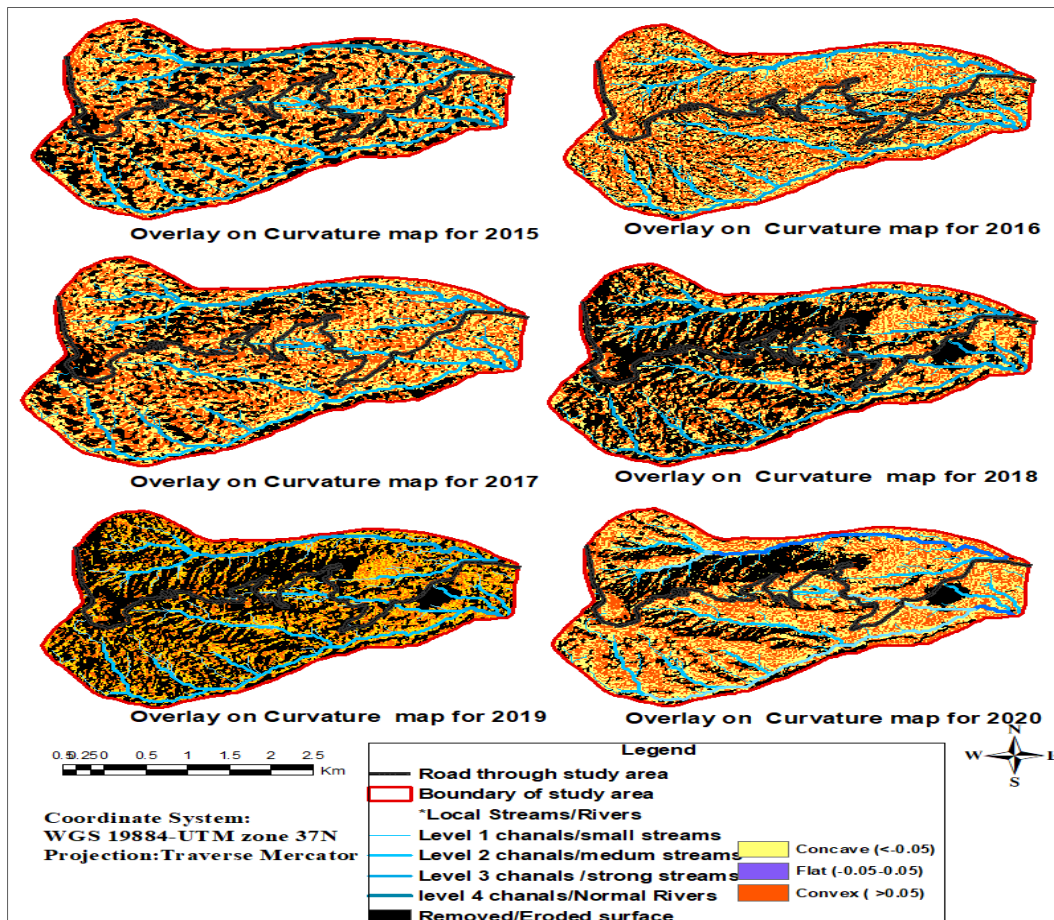 Overlay on Curvature map for 2015
Overlay on Curvature map for 2016
Overlay on Curvature map for 2017
Overlay on Curvature map for 2018
Overlay on Curvature map for 2019
Overlay on Curvature map for 2020
0.50.250 0.5 1 1.5 2 2.5
Km
Coordinate System:
WGS 19884-UTM zone 37N
Projection:Traverse Mercator
Legend
Road through study area
Boundary of study area
*Local Streams/Rivers
Level 1 chanals/small streams
Level 2 chanals/medum streams
Level 3 chanals /strong streams
level 4 chanals/Normal Rivers
Removed/Eroded surface
Concave (<-0.05)
Flat (-0.05-0.05)
Convex ( >0.05)
N
W
S